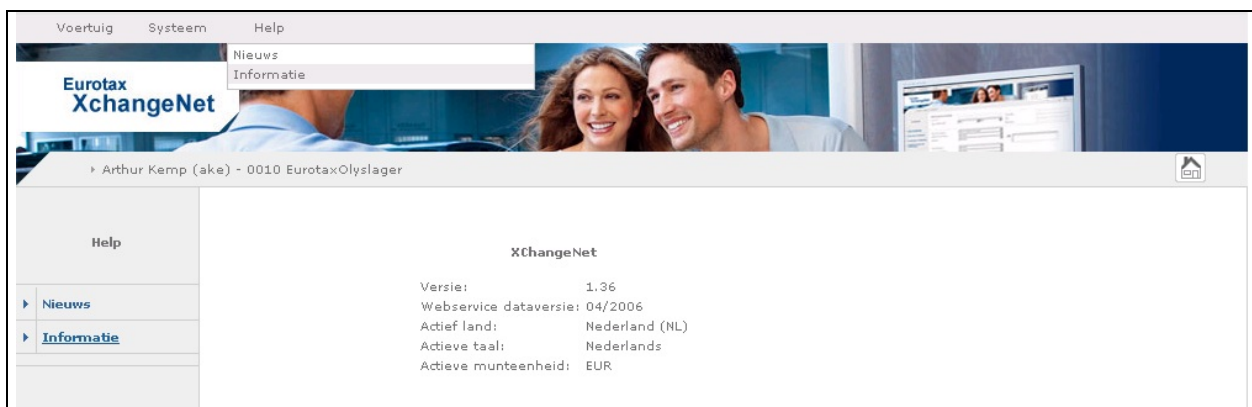 Voertuig Systeem Help
Nieuws
Informatie
Eurotax
XchangeNet
Arthur Kemp (ake) - 0010 EurotaxOlyslager
Help
Nieuws
Informatie
XChangeNet
Versie: 1.36
Webservice dataversie: 04/2006
Actief land: Nederland (NL)
Actieve taal: Nederlands
Actieve munteenheid: EUR